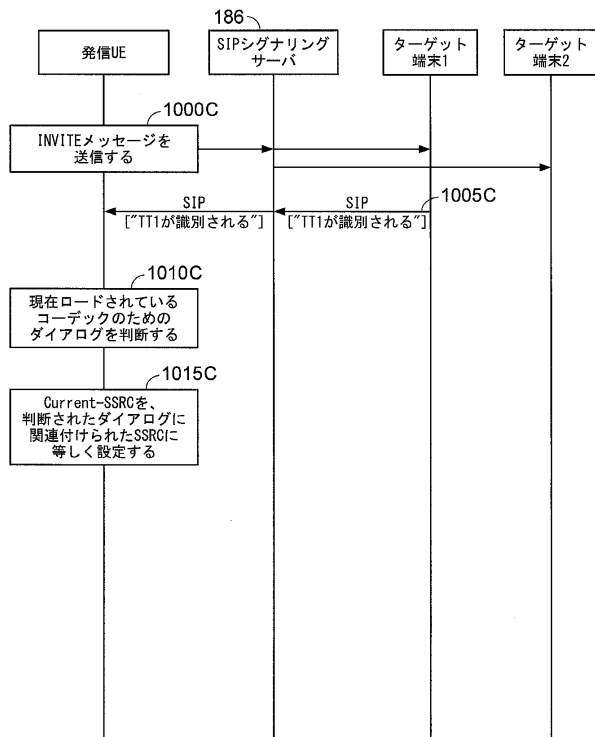 186
発信UE
SIPシグナリング
サーバ
ターゲット
端末1
ターゲット
端末2
1000C
INVITEメッセージを
送信する
1005C
SIP
["TT1が識別される"]
SIP
["TT1が識別される"]
1010C
現在ロードされている
コーデックのための
ダイアログを判断する
1015C
Current-SSRCを、
判断されたダイアログに
関連付けられたSSRCに
等しく設定する